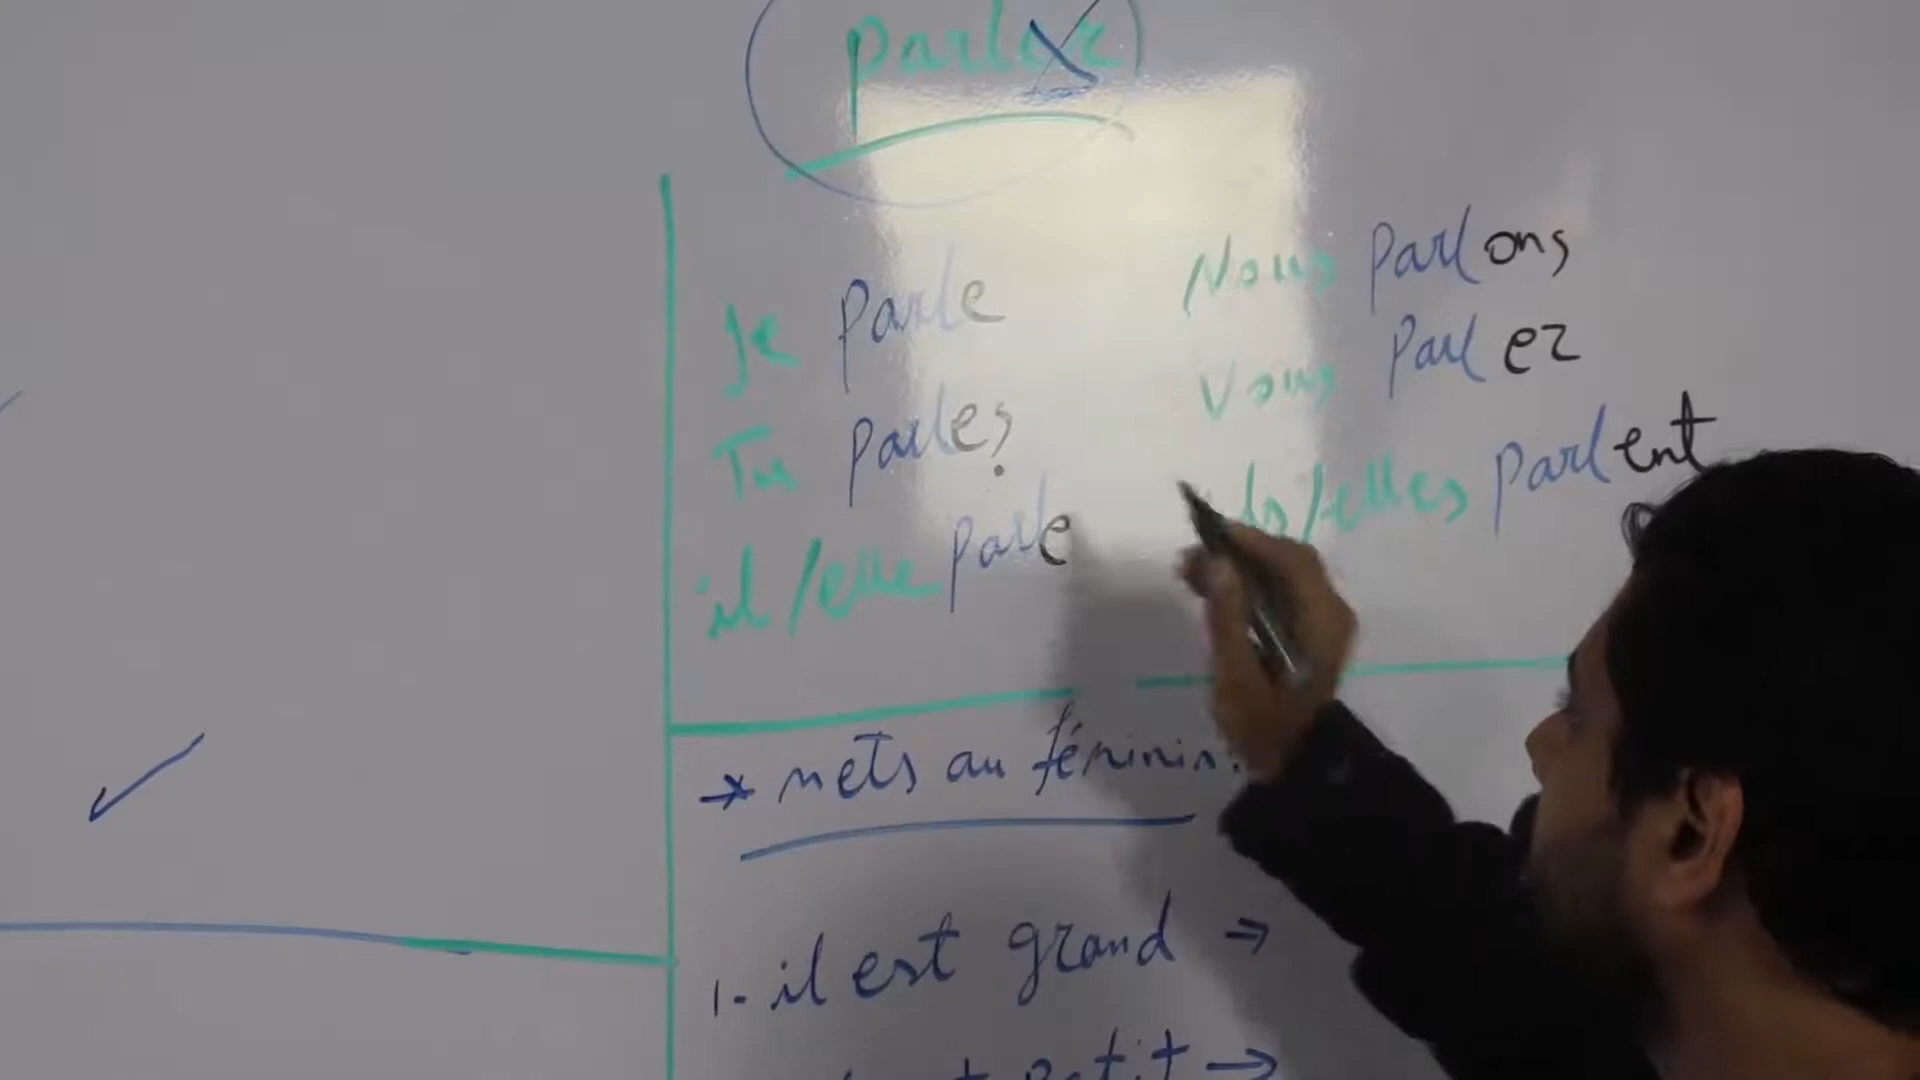 parler
Je parle
Nous parlons
Tu parles
Vous parlez
il/elle parle
ils/elles parlent
→ mets au féminin:
1- il est grand →
petit →